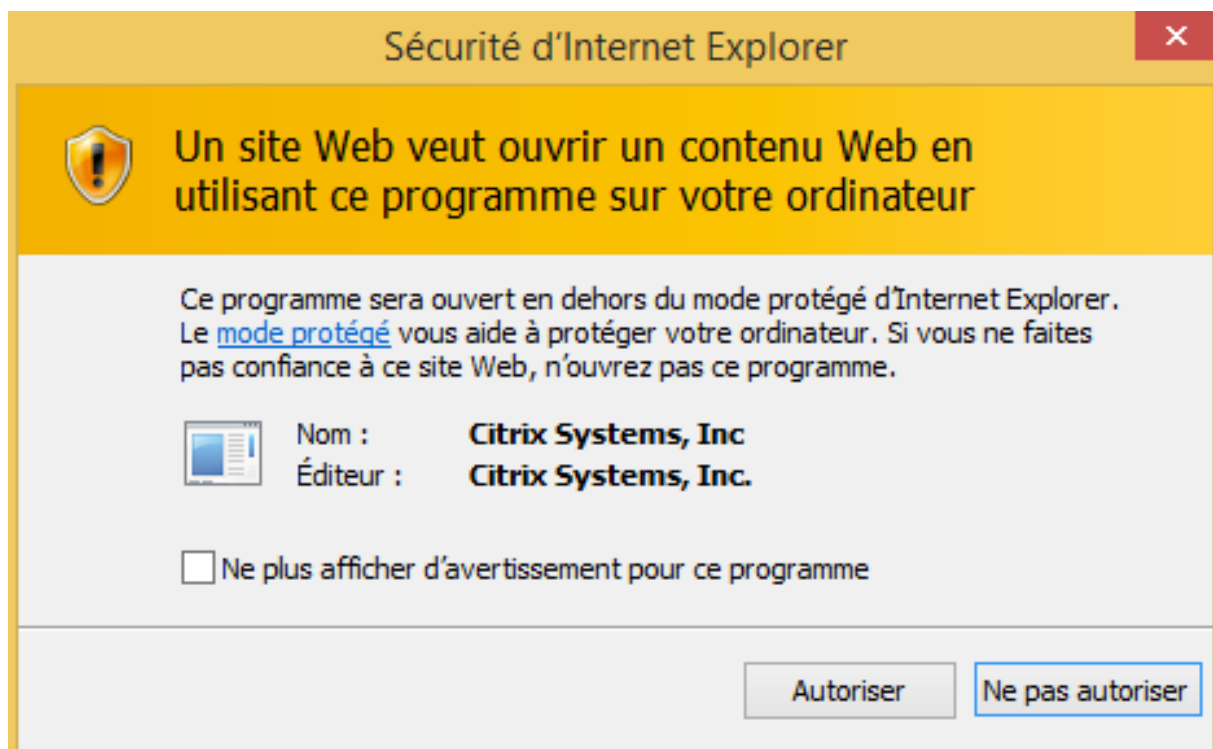 Sécurité d’Internet Explorer
Un site Web veut ouvrir un contenu Web en
utilisant ce programme sur votre ordinateur
Ce programme sera ouvert en dehors du mode protégé d’Internet Explorer.
Le mode protégé vous aide à protéger votre ordinateur. Si vous ne faites
pas confiance à ce site Web, n’ouvrez pas ce programme.
Nom : Citrix Systems, Inc
Éditeur : Citrix Systems, Inc.
Ne plus afficher d’avertissement pour ce programme
Autoriser Ne pas autoriser